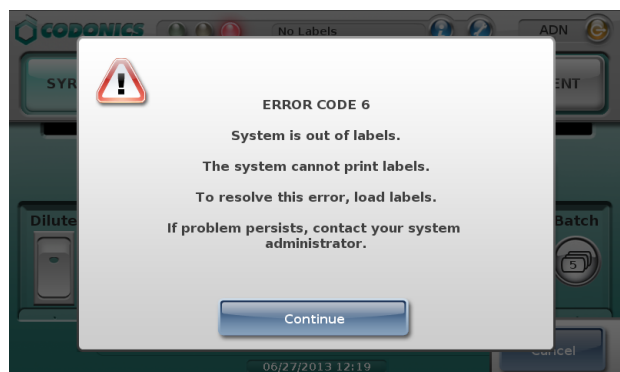 CODONICS
No Labels
ADN
SYR
ENT
ERROR CODE 6
System is out of labels.
The system cannot print labels.
To resolve this error, load labels.
If problem persists, contact your system
administrator.
Dilute
Batch
5
Continue
Cancel
06/27/2013 12:19